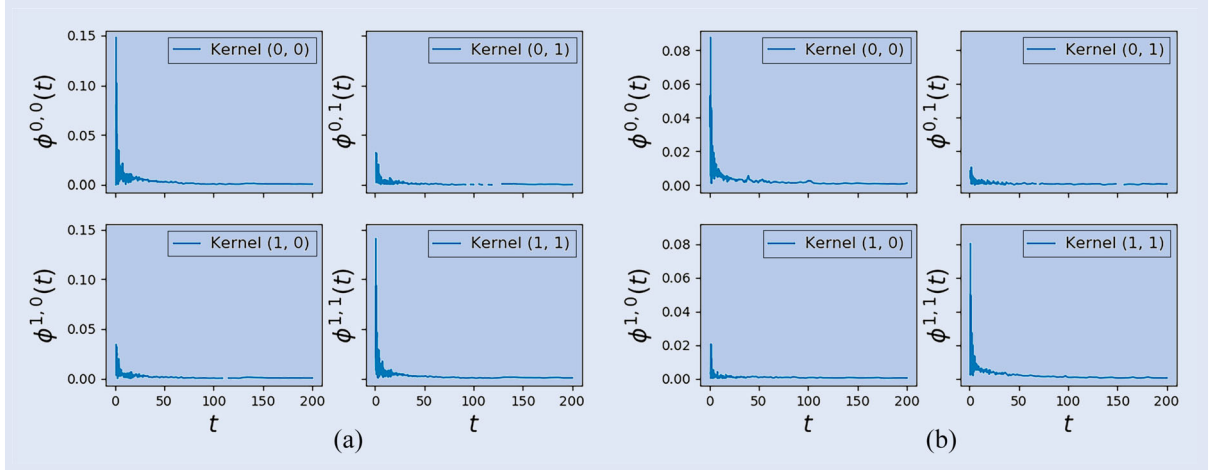 0.15
0.10
0.05
0.00
ϕ^{0,0}(t)
Kernel (0, 0)
ϕ^{0,1}(t)
Kernel (0, 1)
0.15
0.10
0.05
0.00
ϕ^{1,0}(t)
Kernel (1, 0)
0 50 100 150 200
t
ϕ^{1,1}(t)
Kernel (1, 1)
0 50 100 150 200
t
(a)
0.08
0.06
0.04
0.02
0.00
ϕ^{0,0}(t)
Kernel (0, 0)
ϕ^{0,1}(t)
Kernel (0, 1)
0.08
0.06
0.04
0.02
0.00
ϕ^{1,0}(t)
Kernel (1, 0)
0 50 100 150 200
t
ϕ^{1,1}(t)
Kernel (1, 1)
0 50 100 150 200
t
(b)